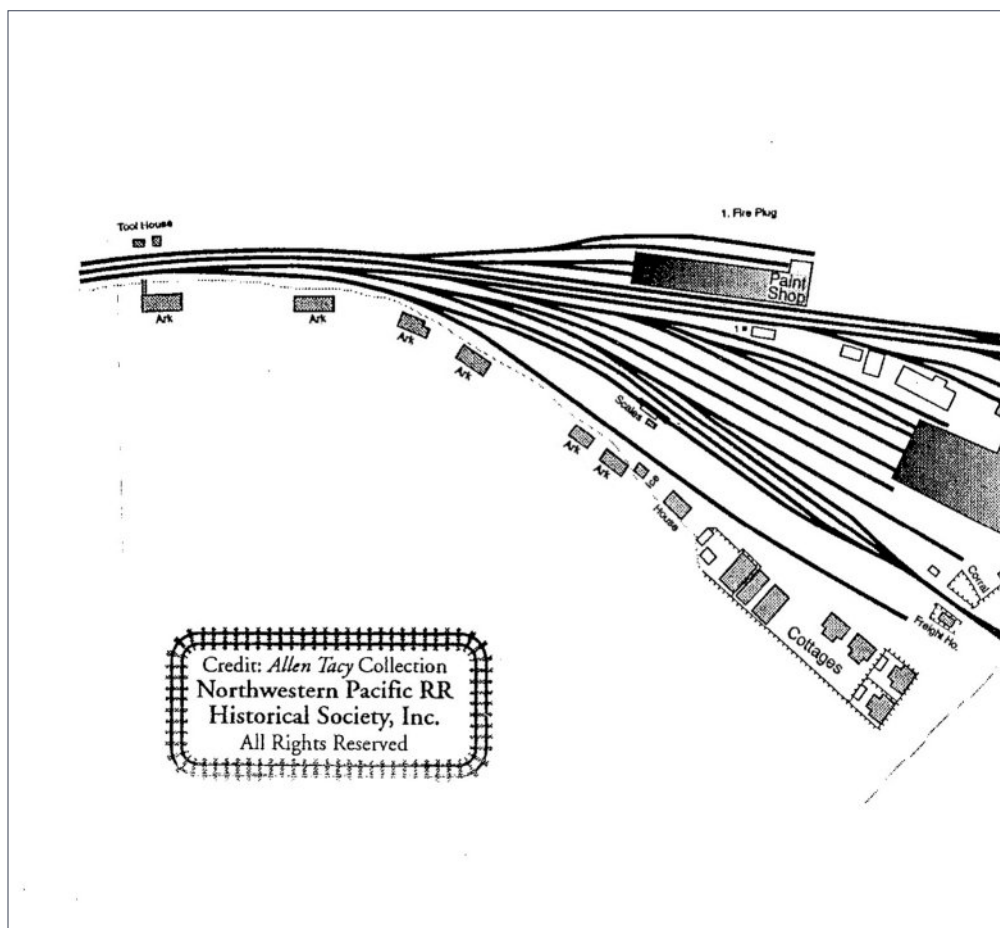 1. Fire Plug
Tool House
Paint
Shop
Ark
Ark
Ark
Ark
Scales
Ark
Ark
House
Corral
Freight Ho.
Cottages
Credit: Allen Tacy Collection
Northwestern Pacific RR
Historical Society, Inc.
All Rights Reserved